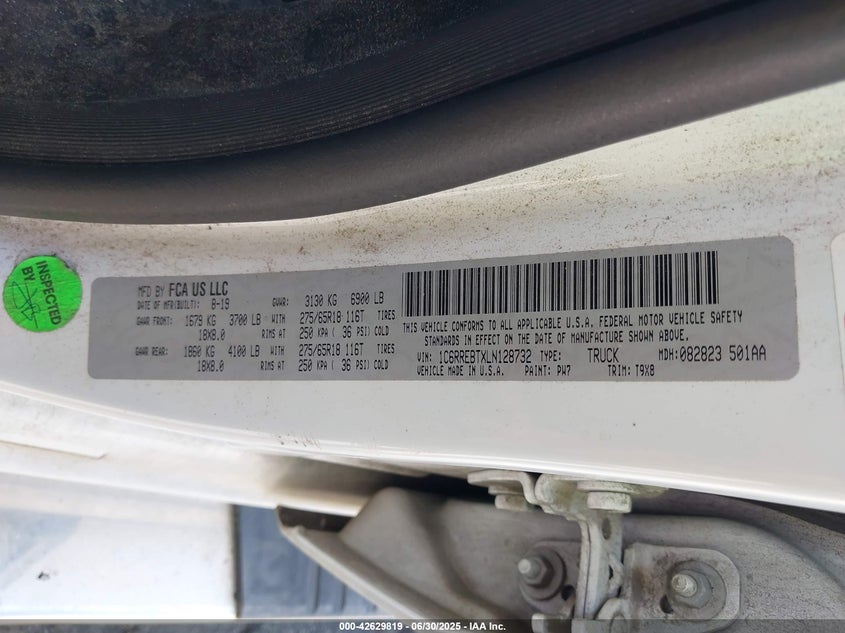 INSPECTED
BY
MFD BY FCA US LLC
DATE OF MFR(BUILT): 8-19 GVWR: 3130 KG 6900 LB
GAWR FRONT: 1679 KG 3700 LB WITH 275/65R18 116T TIRES
18X8.0 RIMS AT 250 KPA ( 36 PSI) COLD
GAWR REAR: 1860 KG 4100 LB WITH 275/65R18 116T TIRES
18X8.0 RIMS AT 250 KPA ( 36 PSI) COLD
THIS VEHICLE CONFORMS TO ALL APPLICABLE U.S.A. FEDERAL MOTOR VEHICLE SAFETY
STANDARDS IN EFFECT ON THE DATE OF MANUFACTURE SHOWN ABOVE.
VIN: 1C6RREBTXLN128732 TYPE: TRUCK MDH: 082823 501AA
VEHICLE MADE IN U.S.A. PAINT: PW7 TRIM: T9X8
000-42629819 - 06/30/2025 - IAA Inc.